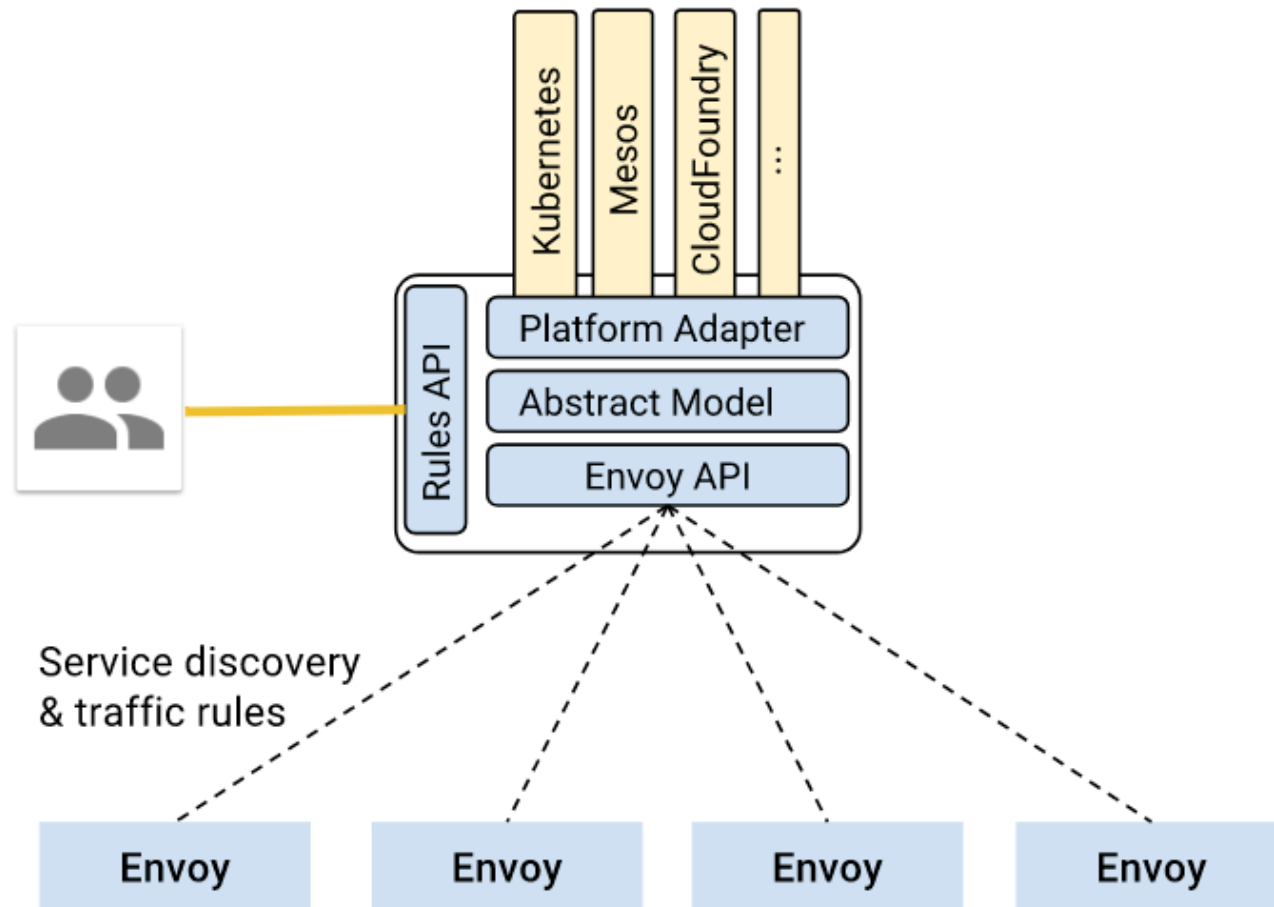 Kubernetes
Mesos
CloudFoundry
...
Rules API
Platform Adapter
Abstract Model
Envoy API
Service discovery
& traffic rules
Envoy
Envoy
Envoy
Envoy